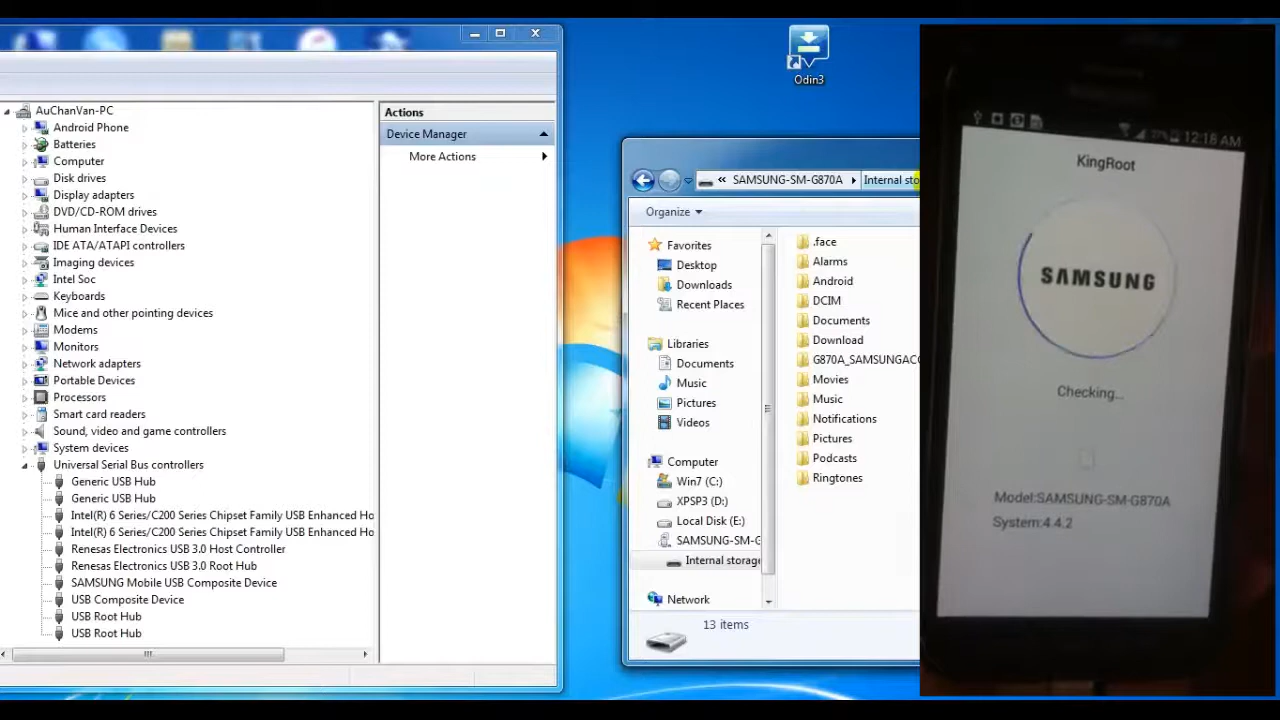 AuChanVan-PC
Android Phone
Batteries
Computer
Disk drives
Display adapters
DVD/CD-ROM drives
Human Interface Devices
IDE ATA/ATAPI controllers
Imaging devices
Intel Soc
Keyboards
Mice and other pointing devices
Modems
Monitors
Network adapters
Portable Devices
Processors
Smart card readers
Sound, video and game controllers
System devices
Universal Serial Bus controllers
Generic USB Hub
Generic USB Hub
Intel(R) 6 Series/C200 Series Chipset Family USB Enhanced Ho
Intel(R) 6 Series/C200 Series Chipset Family USB Enhanced Ho
Renesas Electronics USB 3.0 Host Controller
Renesas Electronics USB 3.0 Root Hub
SAMSUNG Mobile USB Composite Device
USB Composite Device
USB Root Hub
USB Root Hub
Actions
Device Manager
More Actions
Odin3
« SAMSUNG-SM-G870A Internal sto
Organize
Favorites
Desktop
Downloads
Recent Places
Libraries
Documents
Music
Pictures
Videos
Computer
Win7 (C:)
XPSP3 (D:)
Local Disk (E:)
SAMSUNG-SM-G
Internal storage
Network
.face
Alarms
Android
DCIM
Documents
Download
G870A_SAMSUNGAC
Movies
Music
Notifications
Pictures
Podcasts
Ringtones
13 items
12:18 AM
KingRoot
SAMSUNG
Checking...
Model:SAMSUNG-SM-G870A
System:4.4.2